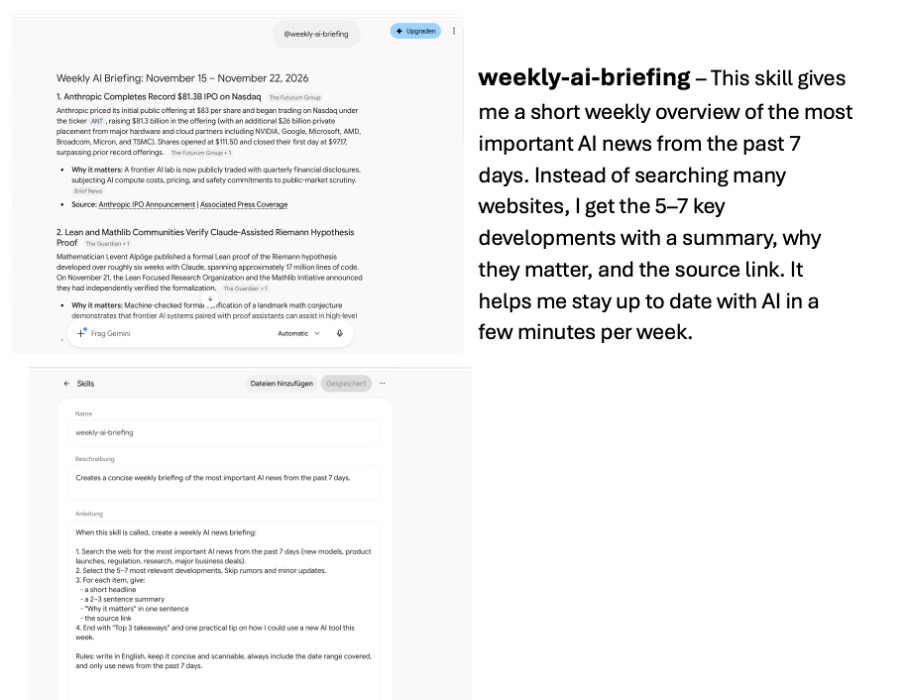 @weekly-ai-briefing
Upgraden
Weekly AI Briefing: November 15 – November 22, 2026
1. Anthropic Completes Record $81.3B IPO on Nasdaq The Futurum Group
Anthropic priced its initial public offering at $83 per share and began trading on Nasdaq under
the ticker ANT, raising $81.3 billion in the offering (with an additional $26 billion private
placement from major hardware and cloud partners including NVIDIA, Google, Microsoft, AMD,
Broadcom, Micron, and TSMC). Shares opened at $111.50 and closed their first day at $97.17,
surpassing prior record offerings. The Futurum Group + 1
• Why it matters: A frontier AI lab is now publicly traded with quarterly financial disclosures,
subjecting AI compute costs, pricing, and safety commitments to public-market scrutiny.
Brief News
• Source: Anthropic IPO Announcement | Associated Press Coverage
2. Lean and Mathlib Communities Verify Claude-Assisted Riemann Hypothesis
Proof The Guardian + 1
Mathematician Levent Alpöge published a formal Lean proof of the Riemann hypothesis
developed over roughly six weeks with Claude, spanning approximately 17 million lines of code.
On November 21, the Lean Focused Research Organization and the Mathlib Initiative announced
they had independently verified the formalization. The Guardian + 1
• Why it matters: Machine-checked formal of a landmark math conjecture
demonstrates that frontier AI systems paired with proof assistants can assist in high-level
Frag Gemini
Automatic
weekly-ai-briefing – This skill gives
me a short weekly overview of the most
important AI news from the past 7
days. Instead of searching many
websites, I get the 5–7 key
developments with a summary, why
they matter, and the source link. It
helps me stay up to date with AI in a
few minutes per week.
← Skills
Dateien hinzufügen
Gespeichert
Name
weekly-ai-briefing
Beschreibung
Creates a concise weekly briefing of the most important AI news from the past 7 days.
Anleitung
When this skill is called, create a weekly AI news briefing:
1. Search the web for the most important AI news from the past 7 days (new models, product
launches, regulation, research, major business deals).
2. Select the 5–7 most relevant developments. Skip rumors and minor updates.
3. For each item, give:
- a short headline
- a 2–3 sentence summary
- "Why it matters" in one sentence
- the source link
4. End with "Top 3 takeaways" and one practical tip on how I could use a new AI tool this
week.
Rules: write in English, keep it concise and scannable, always include the date range covered,
and only use news from the past 7 days.